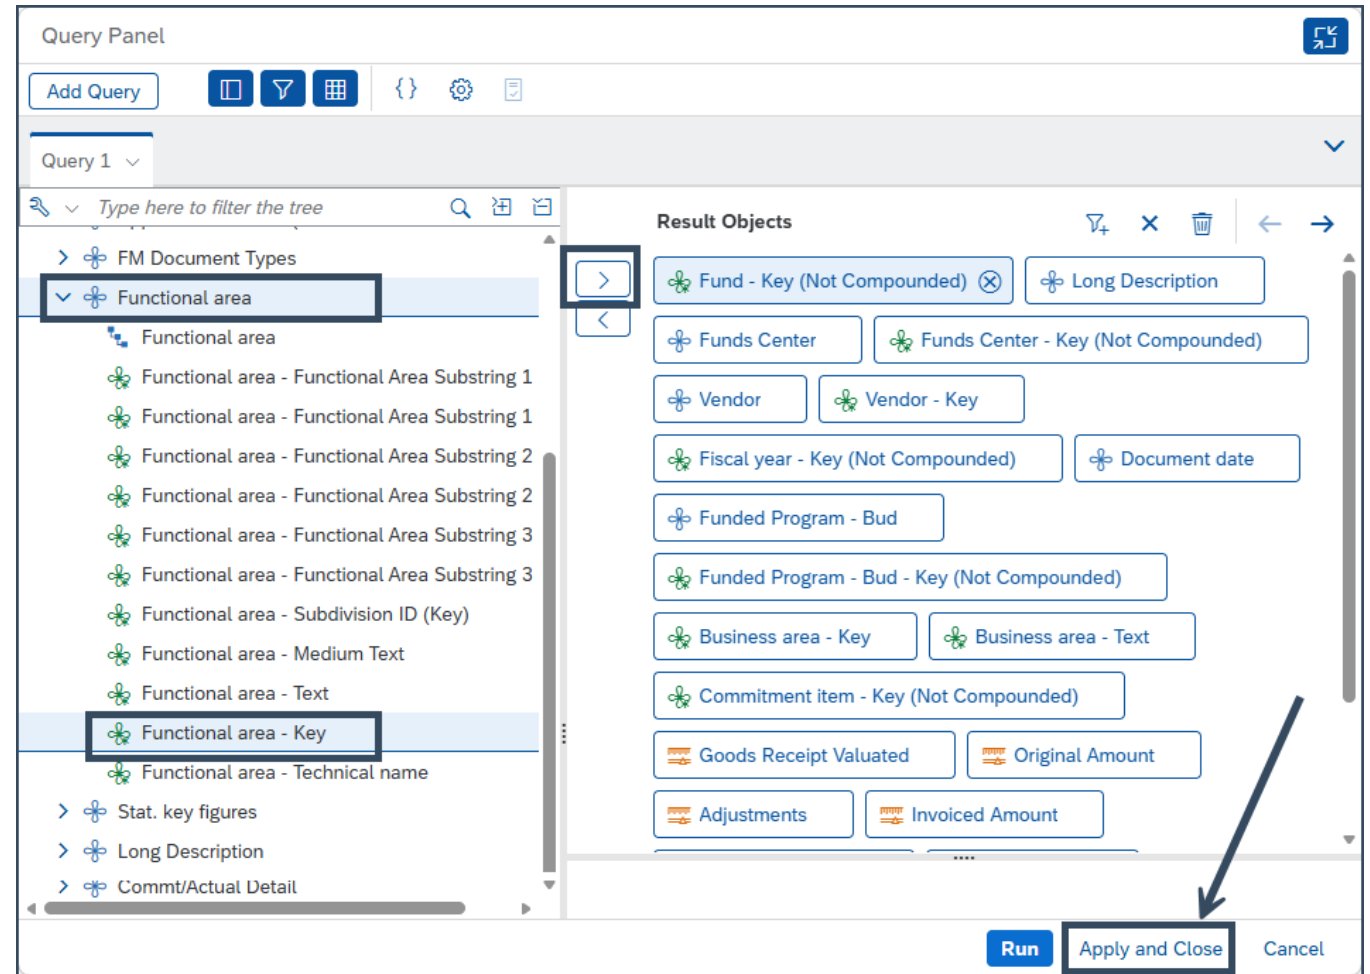 Query Panel
Add Query
Query 1
Type here to filter the tree
FM Document Types
Functional area
Functional area
Functional area - Functional Area Substring 1
Functional area - Functional Area Substring 1
Functional area - Functional Area Substring 2
Functional area - Functional Area Substring 2
Functional area - Functional Area Substring 3
Functional area - Functional Area Substring 3
Functional area - Subdivision ID (Key)
Functional area - Medium Text
Functional area - Text
Functional area - Key
Functional area - Technical name
Stat. key figures
Long Description
Commt/Actual Detail
Result Objects
Fund - Key (Not Compounded) Long Description
Funds Center Funds Center - Key (Not Compounded)
Vendor Vendor - Key
Fiscal year - Key (Not Compounded) Document date
Funded Program - Bud
Funded Program - Bud - Key (Not Compounded)
Business area - Key Business area - Text
Commitment item - Key (Not Compounded)
Goods Receipt Valuated Original Amount
Adjustments Invoiced Amount
Run Apply and Close Cancel